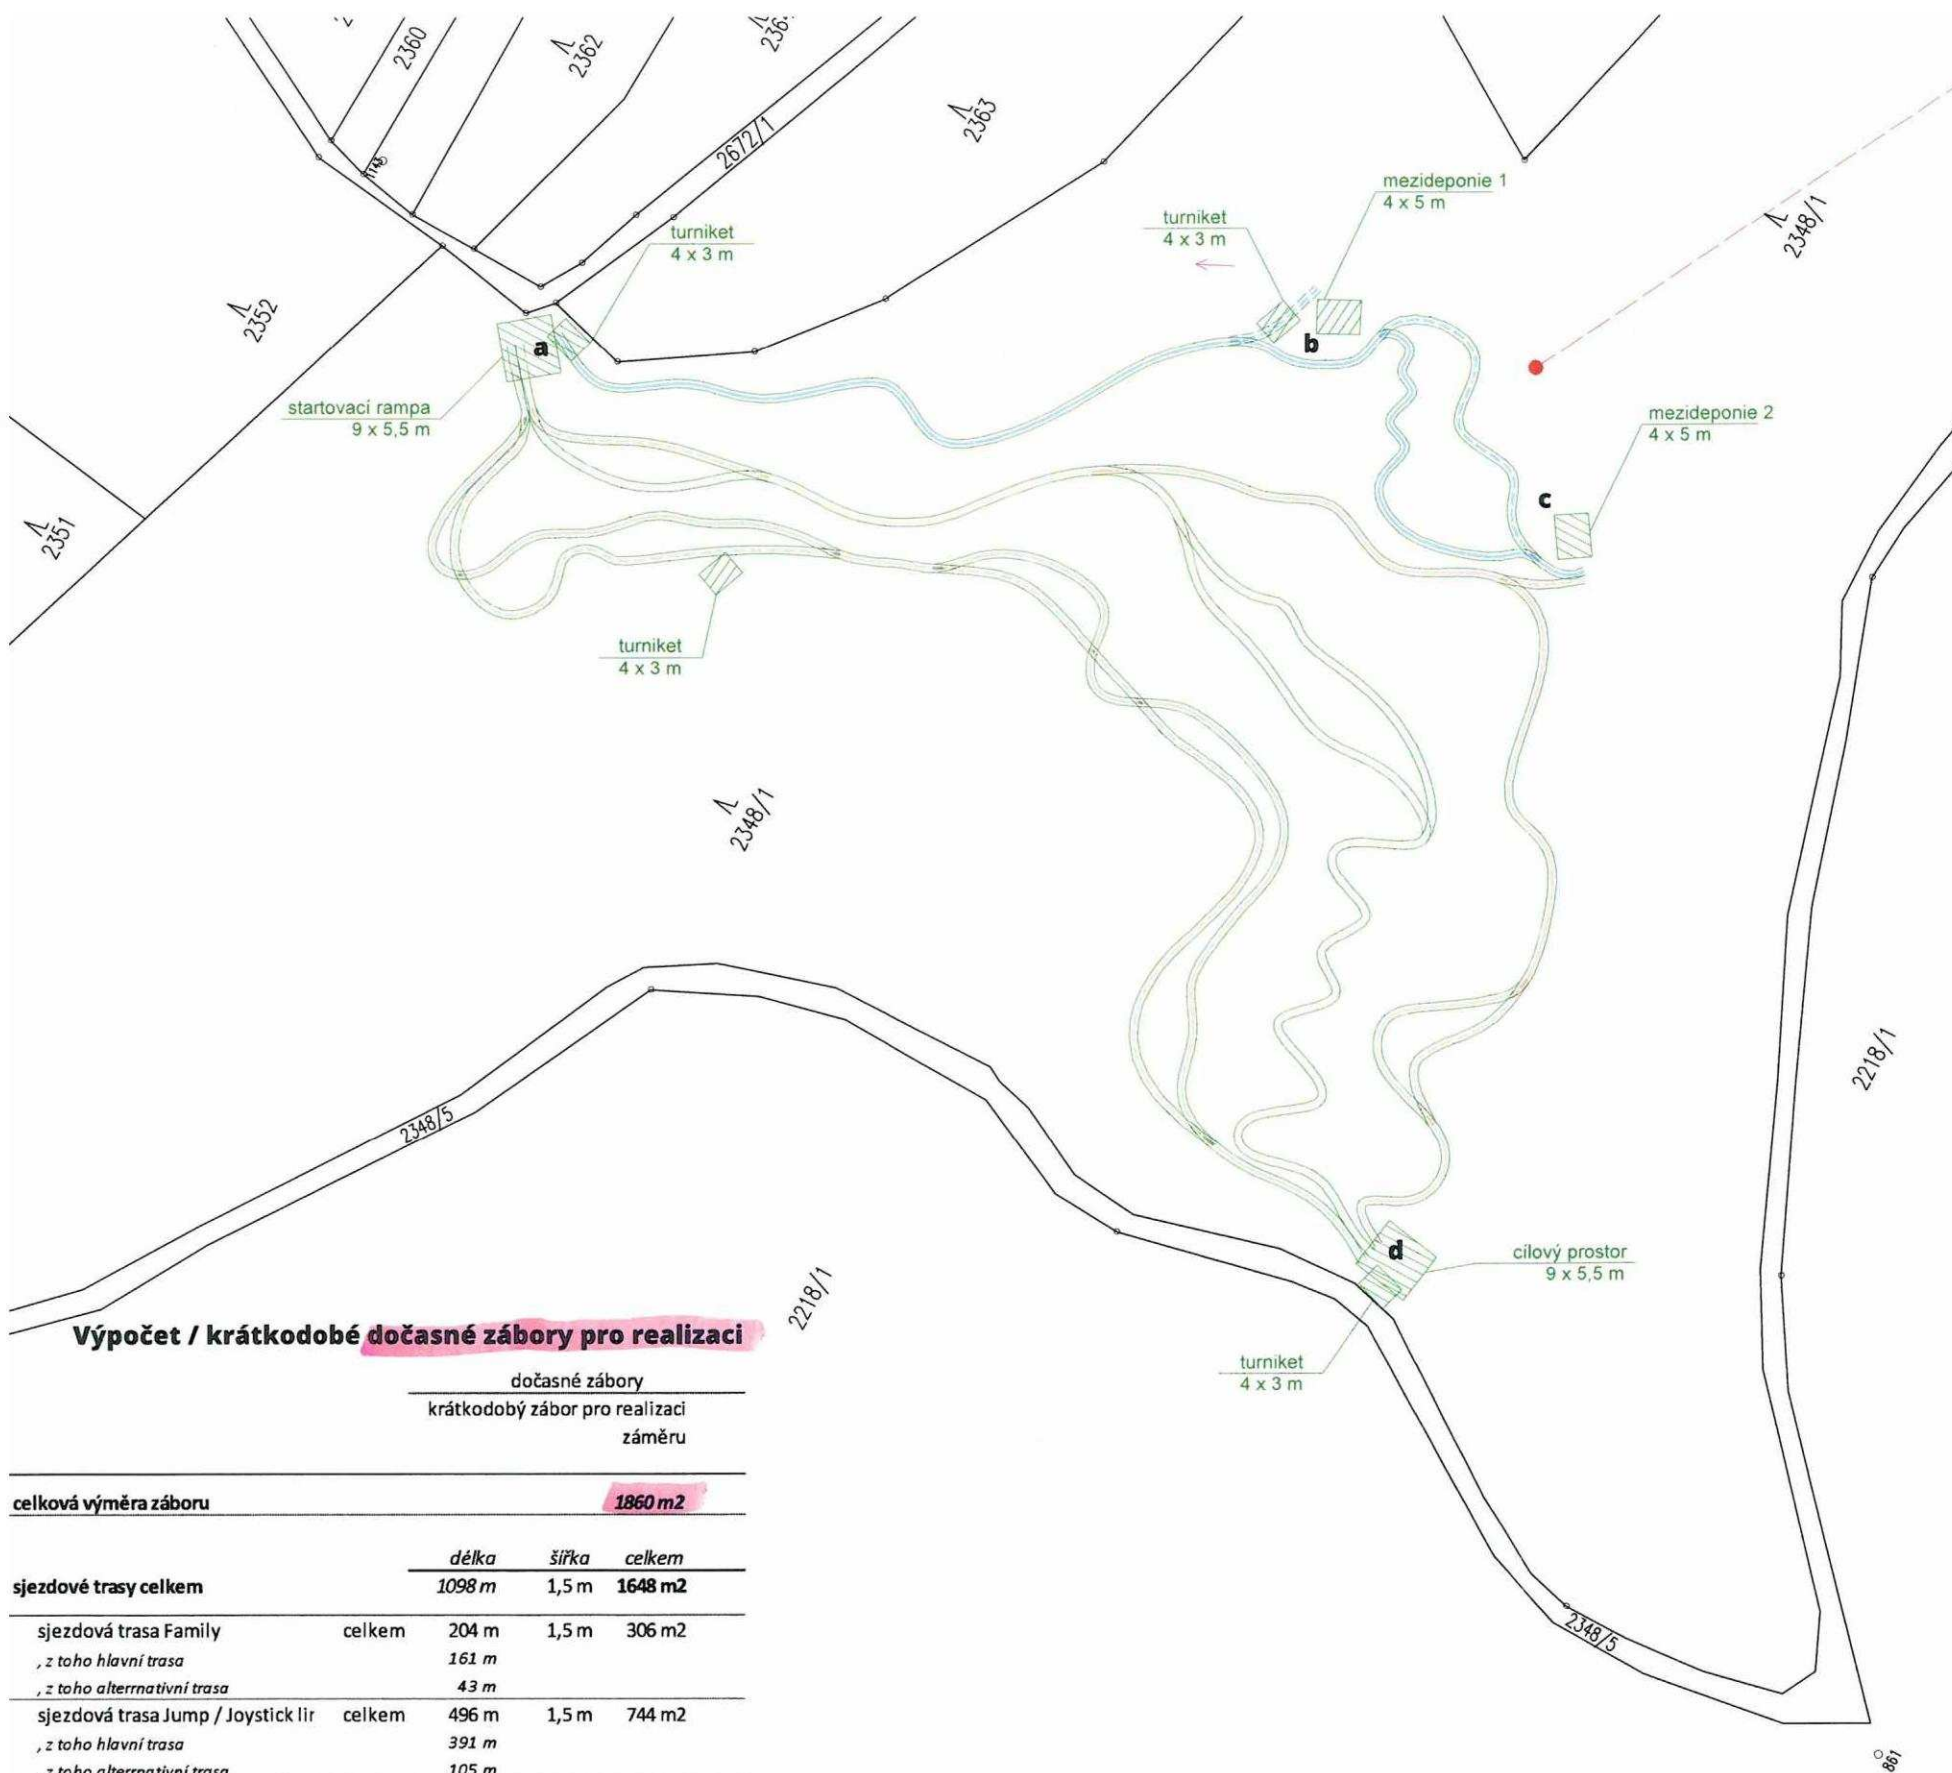 2360
2362
2363
2672/1
1143
2352
2351
mezideponie 1
4 x 5 m
turniket
4 x 3 m
turniket
4 x 3 m
2348/1
a
b
startovací rampa
9 x 5,5 m
mezideponie 2
4 x 5 m
c
turniket
4 x 3 m
2348/1
2218/1
2348/5
d
cílový prostor
9 x 5,5 m
2218/1
turniket
4 x 3 m
2348/5
861
Výpočet / krátkodobé dočasné zábory pro realizaci
dočasné zábory
krátkodobý zábor pro realizaci
záměru
celková výměra záboru 1860 m2
délka šířka celkem
sjezdové trasy celkem 1098 m 1,5 m 1648 m2
sjezdová trasa Family celkem 204 m 1,5 m 306 m2
, z toho hlavní trasa 161 m
, z toho alterrnativní trasa 43 m
sjezdová trasa Jump / Joystick lir celkem 496 m 1,5 m 744 m2
, z toho hlavní trasa 391 m
, z toho alterrnativní trasa 105 m